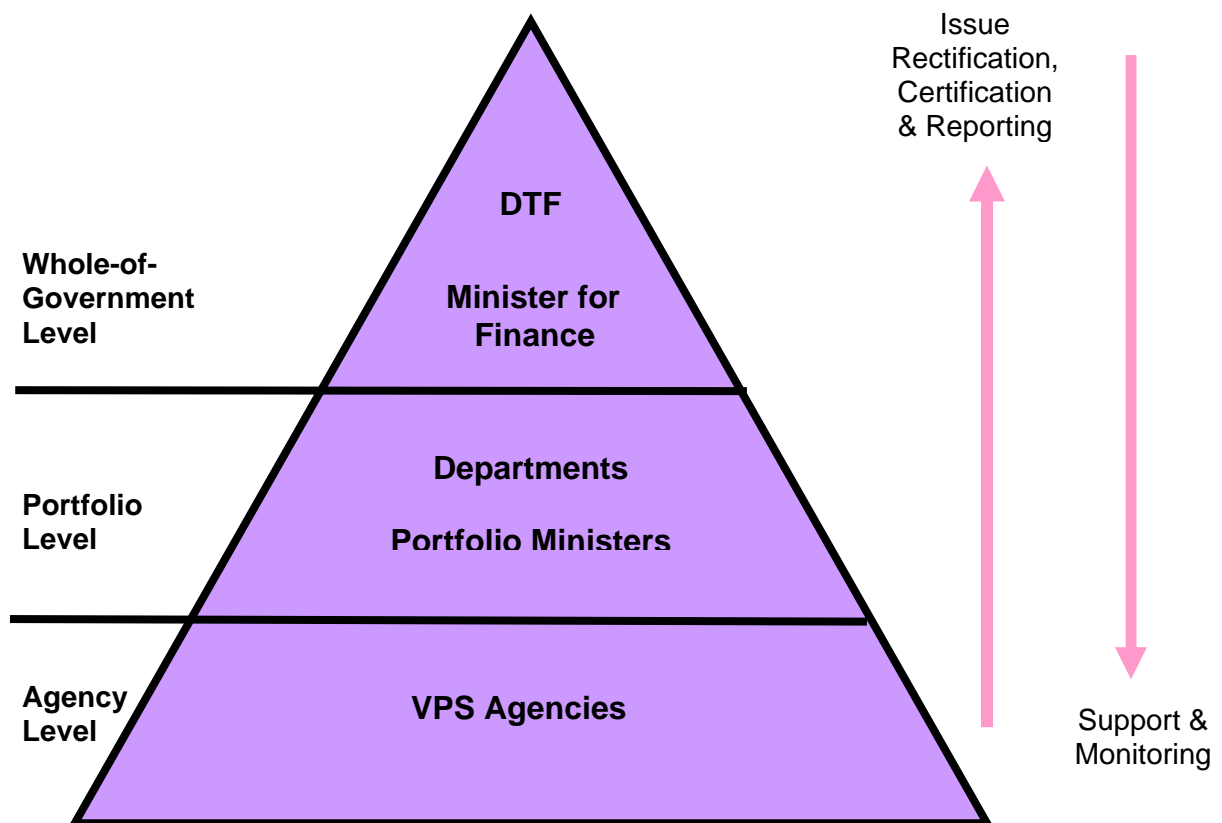 Issue
Rectification,
Certification
& Reporting
DTF
Whole-of-
Government
Level
Minister for
Finance
Departments
Portfolio
Level
Portfolio Ministers
Agency
Level
VPS Agencies
Support &
Monitoring